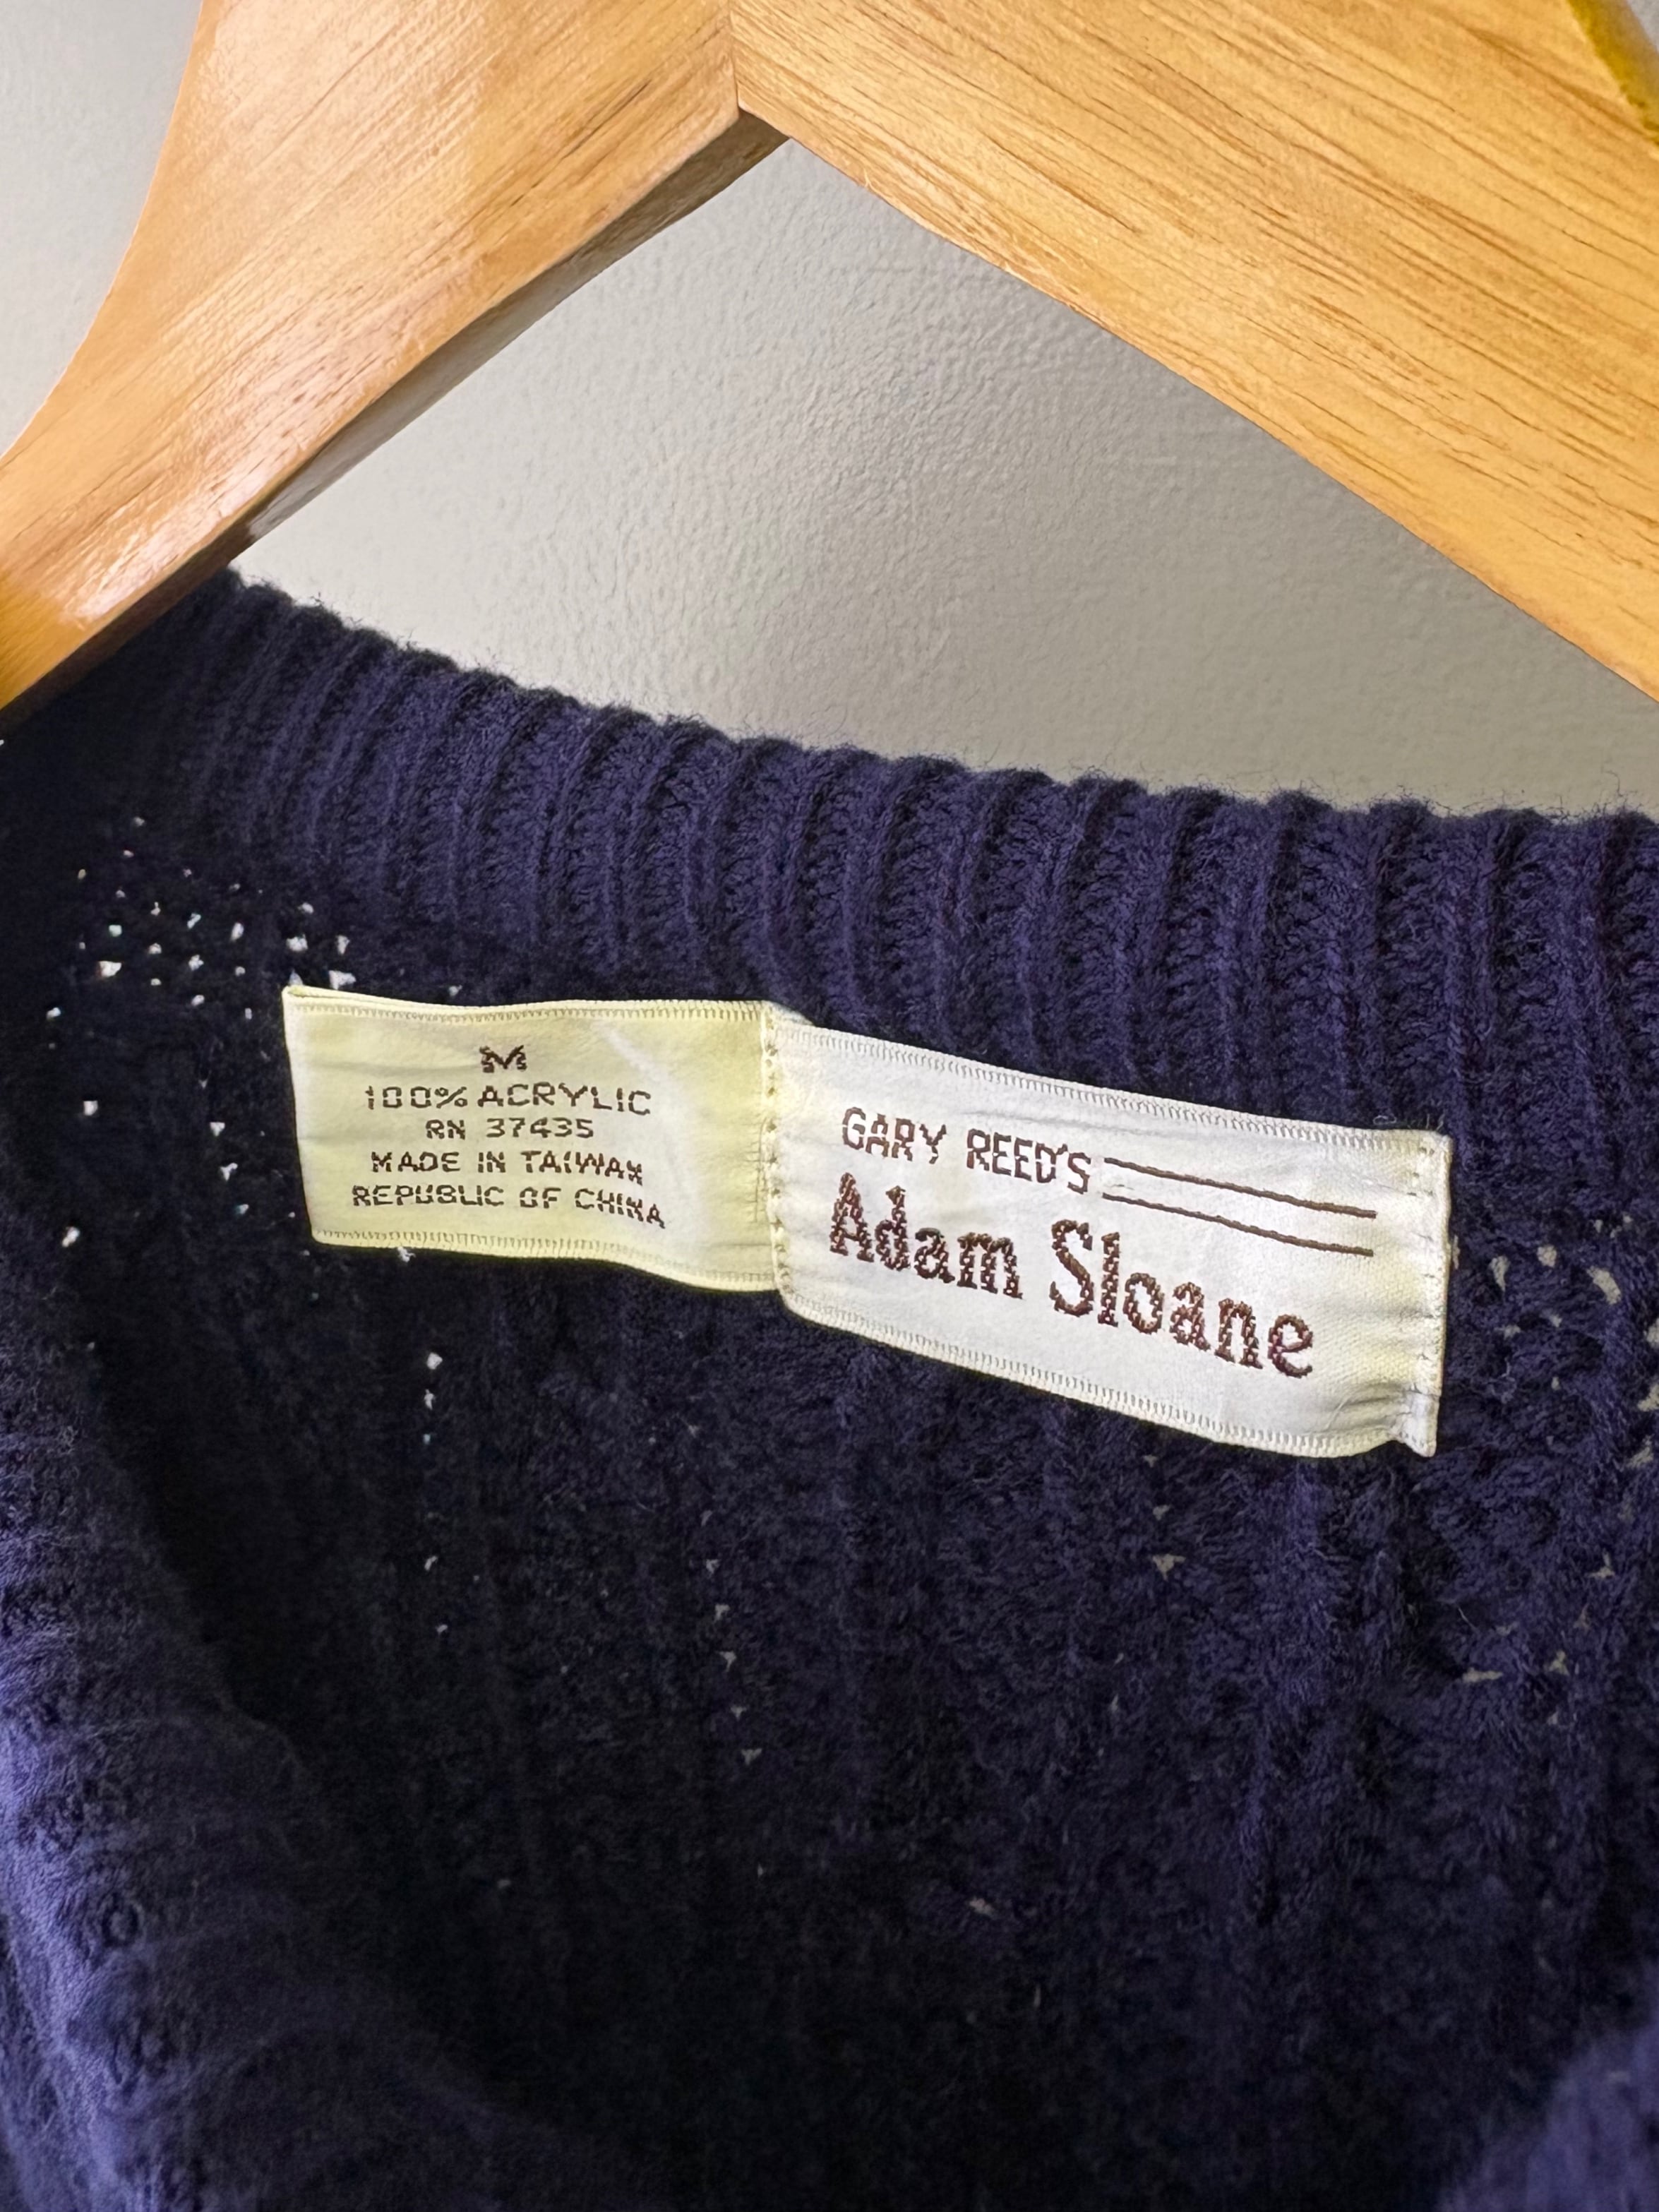 M
100% ACRYLIC
RN 37435
MADE IN TAIWAN
REPUBLIC OF CHINA
GARY REED'S
Adam Sloane